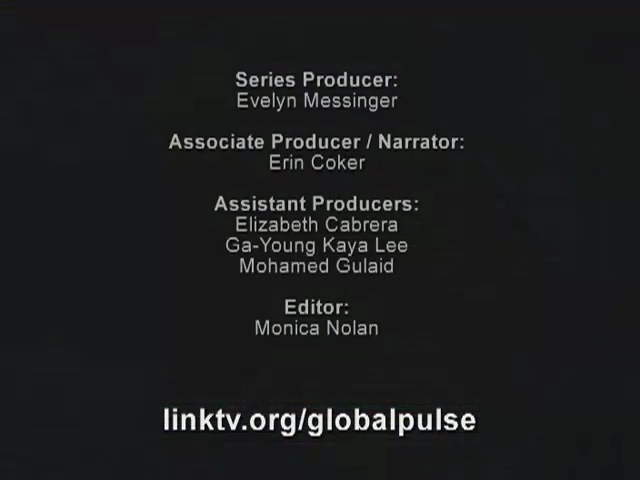 Series Producer:
Evelyn Messinger
Associate Producer / Narrator:
Erin Coker
Assistant Producers:
Elizabeth Cabrera
Ga-Young Kaya Lee
Mohamed Gulaid
Editor:
Monica Nolan
linktv.org/globalpulse